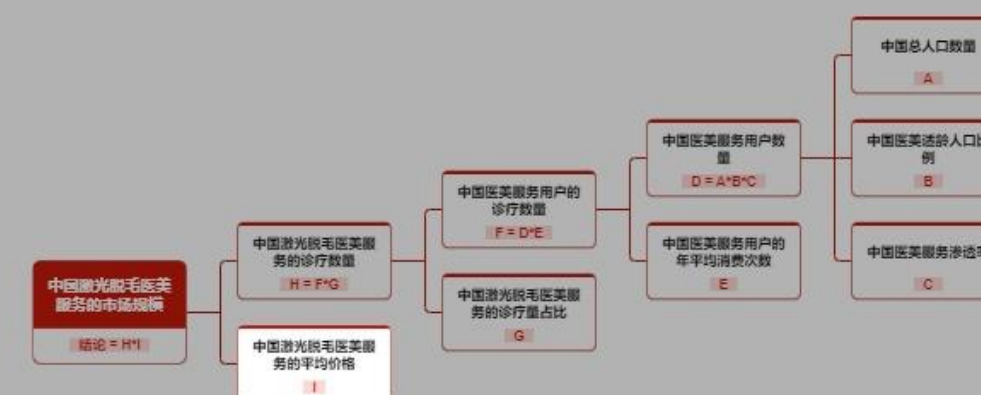 中国激光脱毛医美
服务的市场规模
结论 = H*I
中国激光脱毛医美服
务的诊疗数量
H = F*G
中国激光脱毛医美服
务的平均价格
I
中国医美服务用户的
诊疗数量
F = D*E
中国激光脱毛医美服
务的诊疗量占比
G
中国医美服务用户数
量
D = A*B*C
中国医美服务用户的
年平均消费次数
E
中国总人口数量
A
中国医美适龄人口比
例
B
中国医美服务渗透率
C